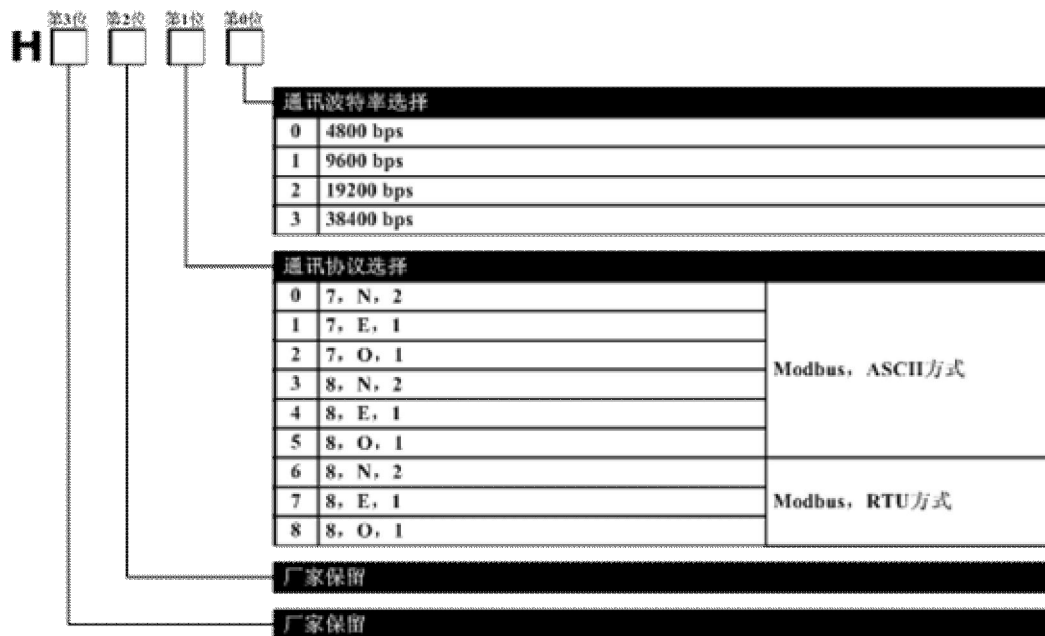 第3位 第2位 第1位 第0位
H
通讯波特率选择
0 4800 bps
1 9600 bps
2 19200 bps
3 38400 bps
通讯协议选择
0 7，N，2
1 7，E，1
2 7，O，1
3 8，N，2
4 8，E，1
5 8，O，1
Modbus，ASCII方式
6 8，N，2
7 8，E，1
8 8，O，1
Modbus，RTU方式
厂家保留
厂家保留